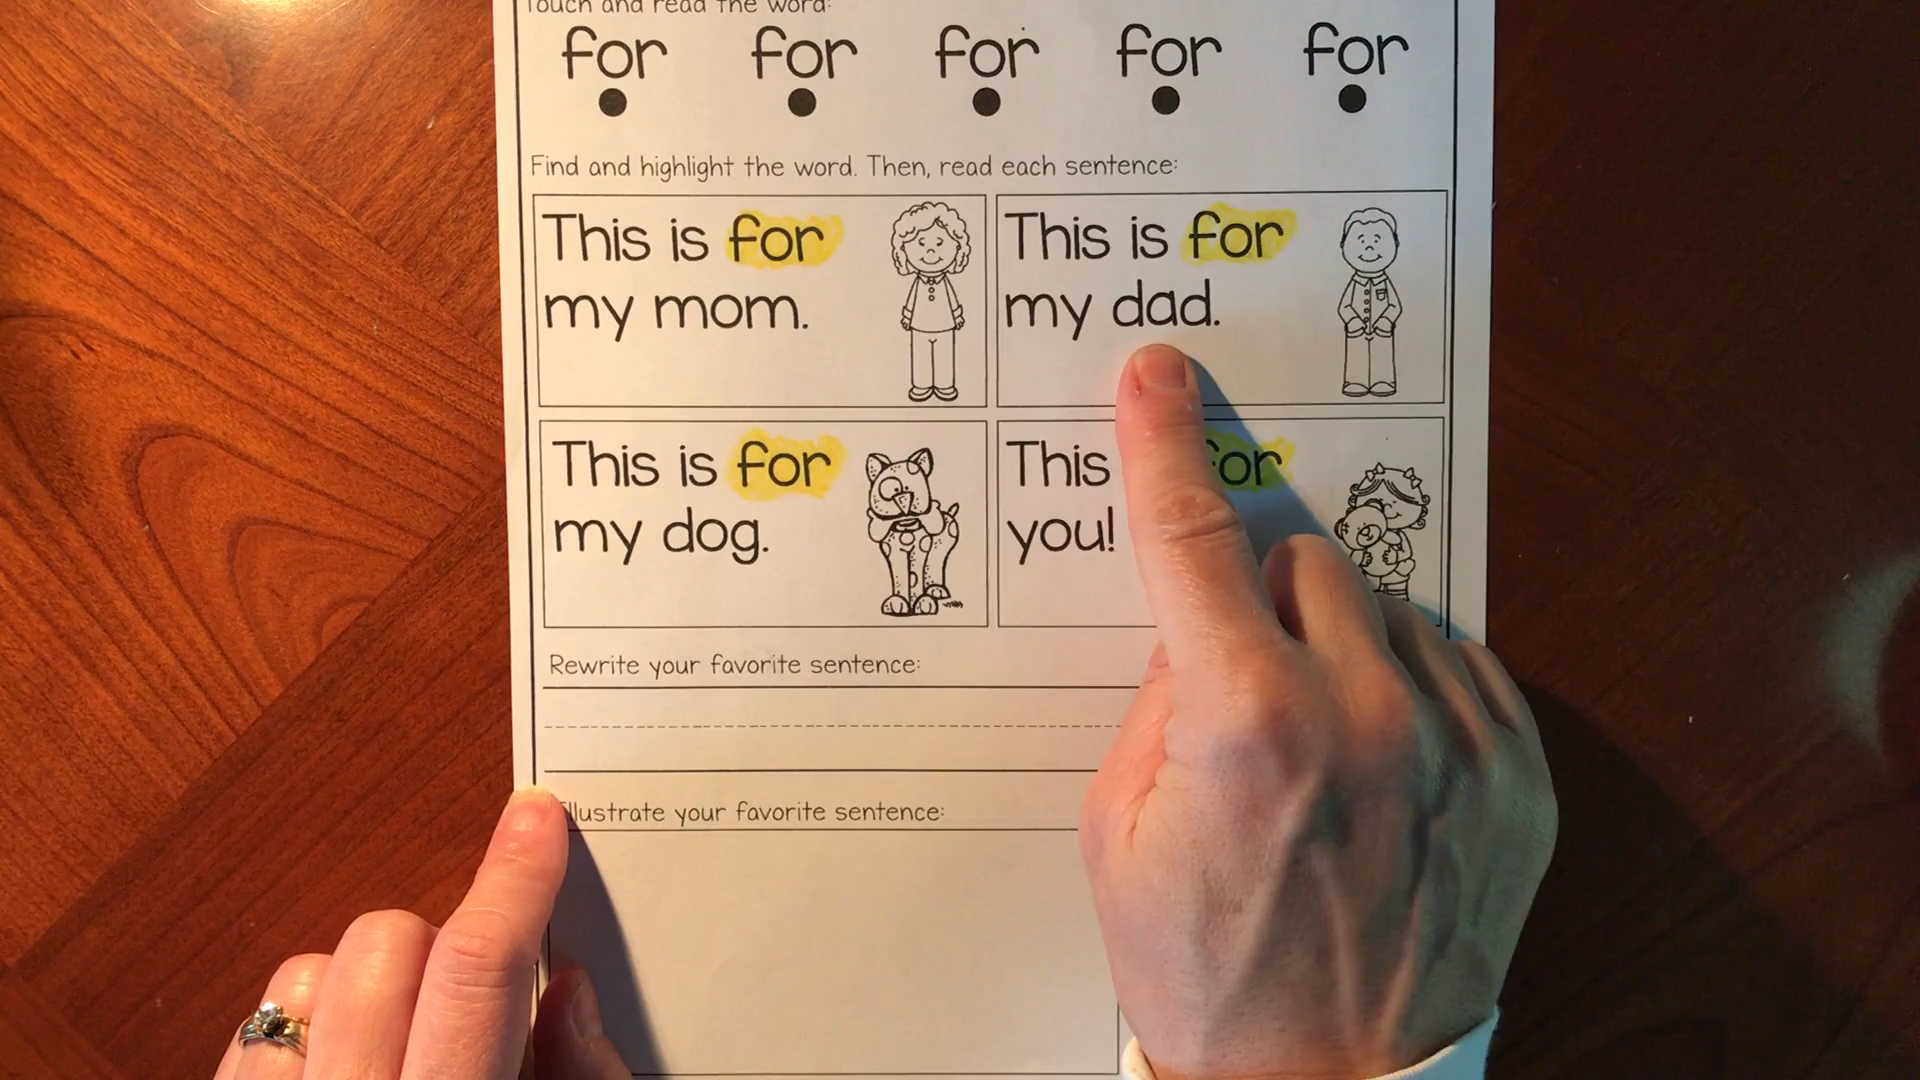 Touch and read the word:
for for for for for
Find and highlight the word. Then, read each sentence:
This is for
my mom.
This is for
my dad.
This is for
my dog.
This for
you!
Rewrite your favorite sentence:
Illustrate your favorite sentence: